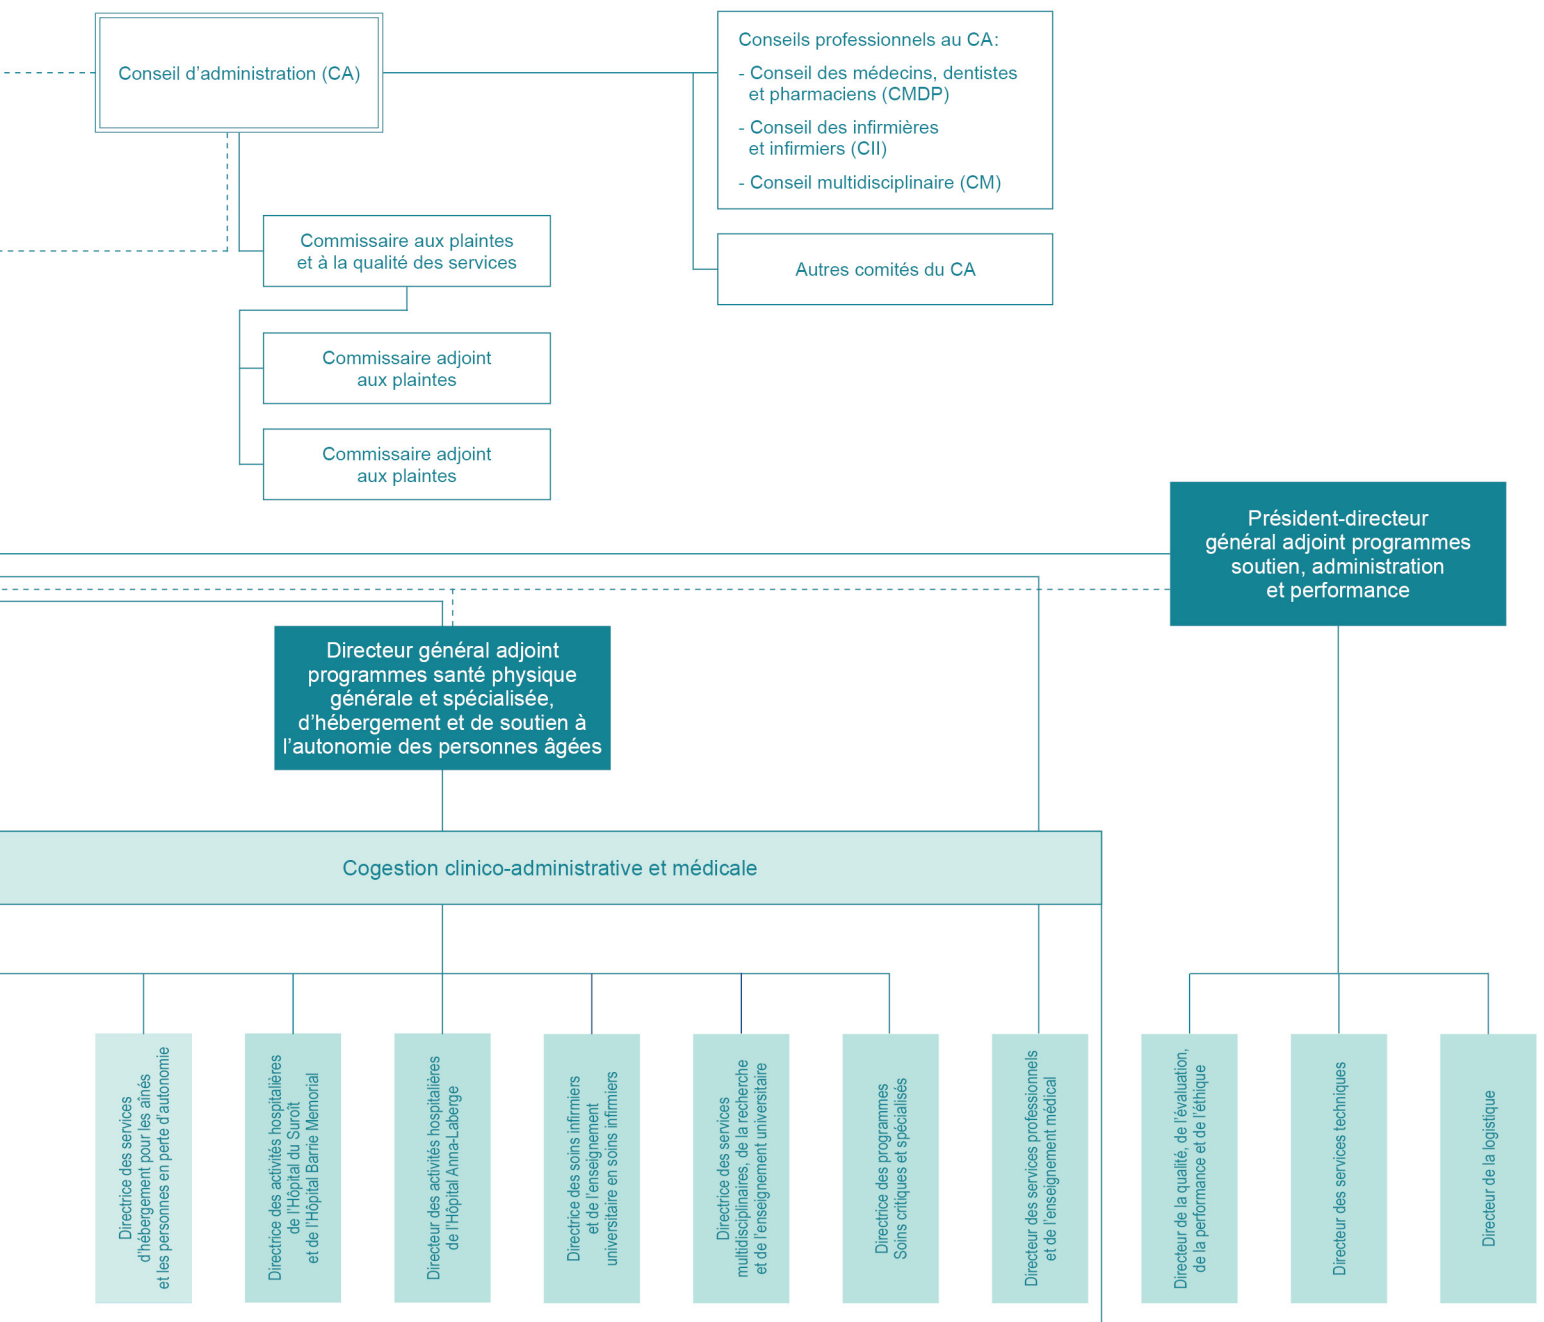 Conseil d’administration (CA)
Conseils professionnels au CA:
- Conseil des médecins, dentistes
et pharmaciens (CMDP)
- Conseil des infirmières
et infirmiers (CII)
- Conseil multidisciplinaire (CM)
Commissaire aux plaintes
et à la qualité des services
Autres comités du CA
Commissaire adjoint
aux plaintes
Commissaire adjoint
aux plaintes
Président-directeur
général adjoint programmes
soutien, administration
et performance
Directeur général adjoint
programmes santé physique
générale et spécialisée,
d’hébergement et de soutien à
l’autonomie des personnes âgées
Cogestion clinico-administrative et médicale
Directrice des services
d’hébergement pour les aînés
et les personnes en perte d’autonomie
Directrice des activités hospitalières
de l’Hôpital du Suroît
et de l’Hôpital Barrie Memorial
Directeur des activités hospitalières
de l’Hôpital Anna-Laberge
Directrice des soins infirmiers
et de l’enseignement
universitaire en soins infirmiers
Directrice des services
multidisciplinaires, de la recherche
et de l’enseignement universitaire
Directrice des programmes
Soins critiques et spécialisés
Directeur des services professionnels
et de l’enseignement médical
Directeur de la qualité, de l’évaluation,
de la performance et de l’éthique
Directeur des services techniques
Directeur de la logistique